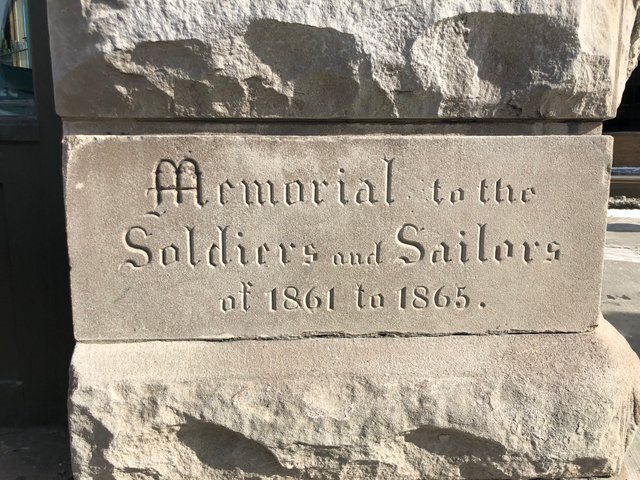 Memorial to the
Soldiers and Sailors
of 1861 to 1865.